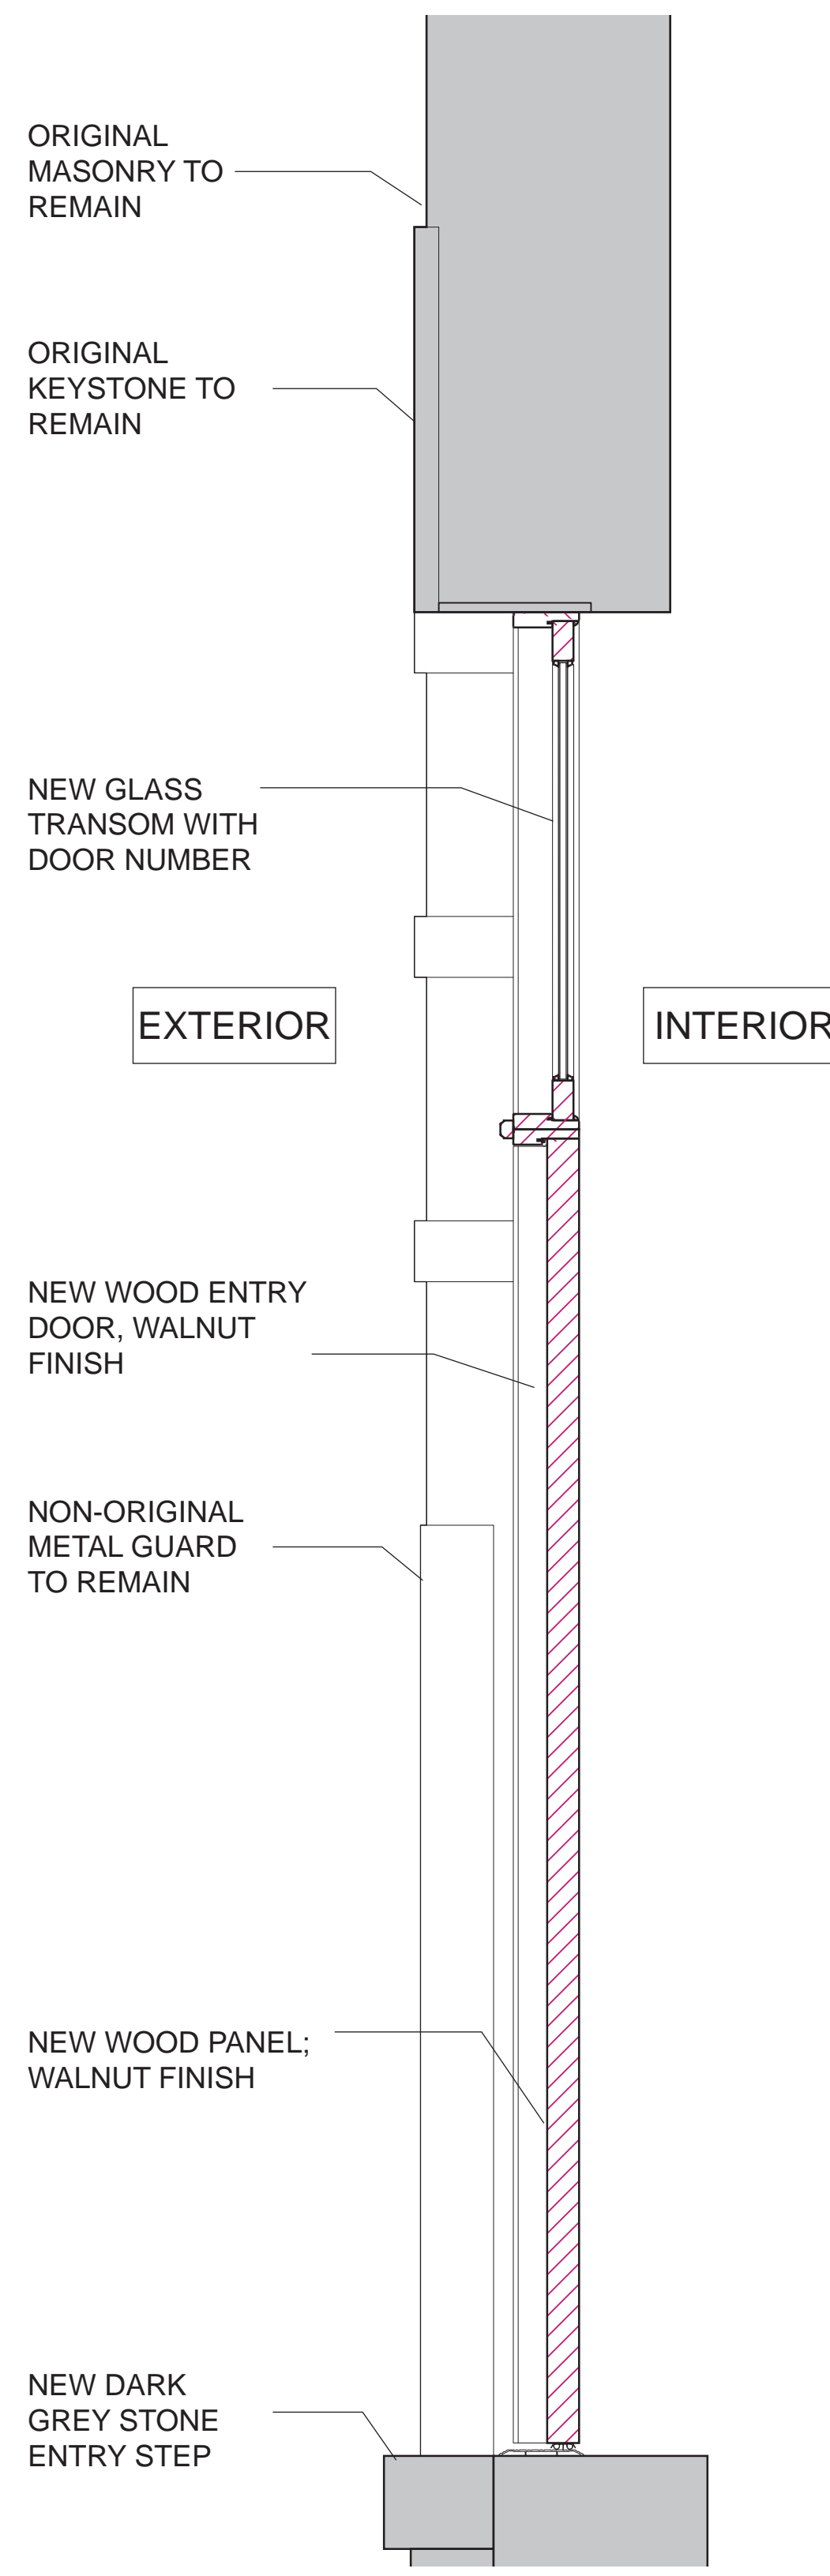 ORIGINAL
MASONRY TO
REMAIN
ORIGINAL
KEYSTONE TO
REMAIN
NEW GLASS
TRANSOM WITH
DOOR NUMBER
EXTERIOR
INTERIOR
NEW WOOD ENTRY
DOOR, WALNUT
FINISH
NON-ORIGINAL
METAL GUARD
TO REMAIN
NEW WOOD PANEL;
WALNUT FINISH
NEW DARK
GREY STONE
ENTRY STEP